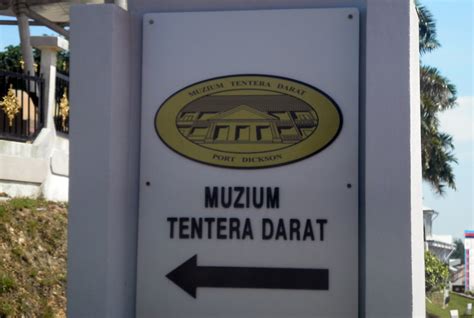 MUZIUM TENTERA DARAT
PORT DICKSON
MUZIUM
TENTERA DARAT